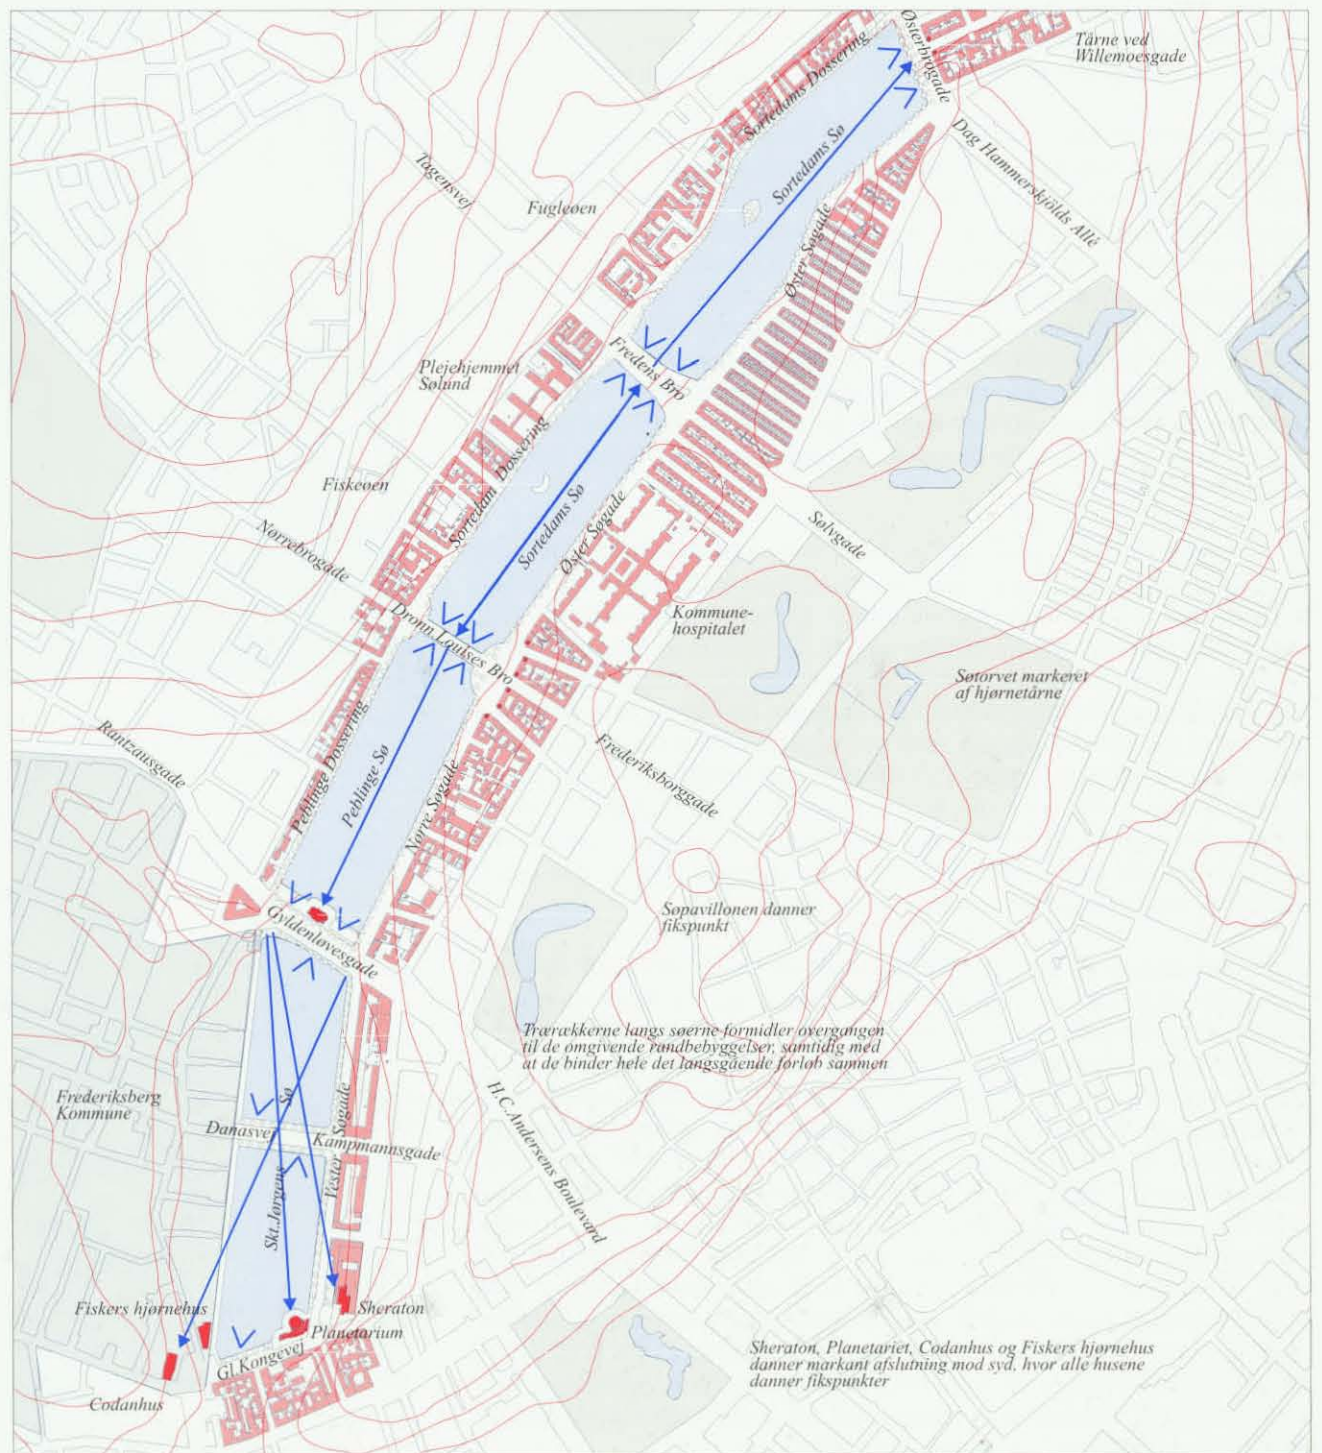 Østerbrogade
Tårne ved
Willemoesgade
Sortedams Dossering
Sortedams Sø
Dag Hammerskjölds Allé
Tagensvej
Fugleøen
Øster Søgade
Fredens Bro
Plejehjemmet
Sølund
Sortedam Dossering
Fiskeøen
Sortedams Sø
Øster Søgade
Sølvgade
Nørrebrogade
Dronn.Louises Bro
Kommune-
hospitalet
Søtorvet markeret
af hjørnetårne
Rantzausgade
Peblinge Dossering
Peblinge Sø
Nørre Søgade
Frederiksborggade
Gyldenløvesgade
Søpavillonen danner
fikspunkt
Trærækkerne langs søerne formidler overgangen
til de omgivende randbebyggelser, samtidig med
at de binder hele det langsgående forløb sammen
Frederiksberg
Kommune
Danasvej
Kampmannsgade
H.C.Andersens Boulevard
Skt.Jørgens Sø
Vester Søgade
Fiskers hjørnehus
Sheraton
Planetarium
Gl.Kongevej
Codanhus
Sheraton, Planetariet, Codanhus og Fiskers hjørnehus
danner markant afslutning mod syd, hvor alle husene
danner fikspunkter